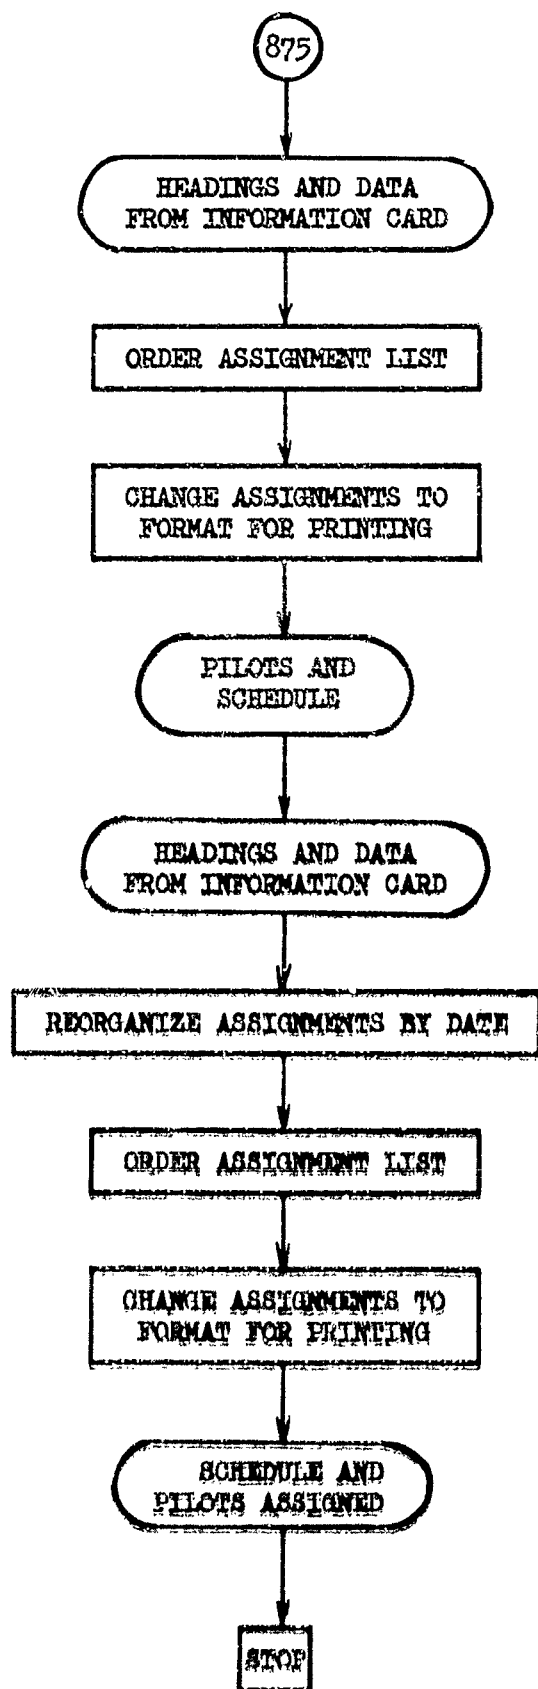 875
HEADINGS AND DATA
FROM INFORMATION CARD
ORDER ASSIGNMENT LIST
CHANGE ASSIGNMENTS TO
FORMAT FOR PRINTING
PILOTS AND
SCHEDULE
HEADINGS AND DATA
FROM INFORMATION CARD
REORGANIZE ASSIGNMENTS BY DATE
ORDER ASSIGNMENT LIST
CHANGE ASSIGNMENTS TO
FORMAT FOR PRINTING
SCHEDULE AND
PILOTS ASSIGNED
STOP